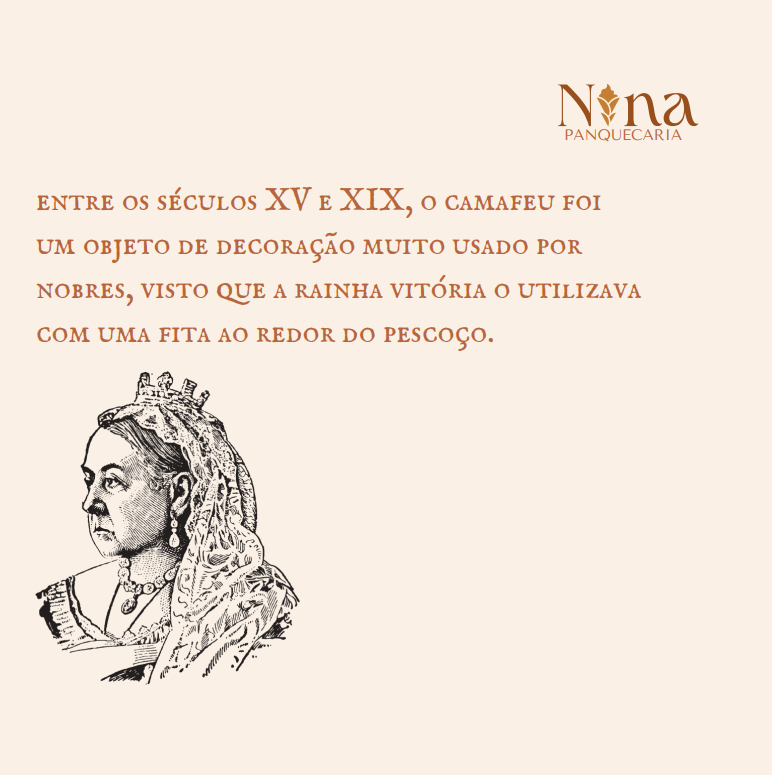 Nina
PANQUECARIA
ENTRE OS SÉCULOS XV E XIX, O CAMAFEU FOI
UM OBJETO DE DECORAÇÃO MUITO USADO POR
NOBRES, VISTO QUE A RAINHA VITÓRIA O UTILIZAVA
COM UMA FITA AO REDOR DO PESCOÇO.